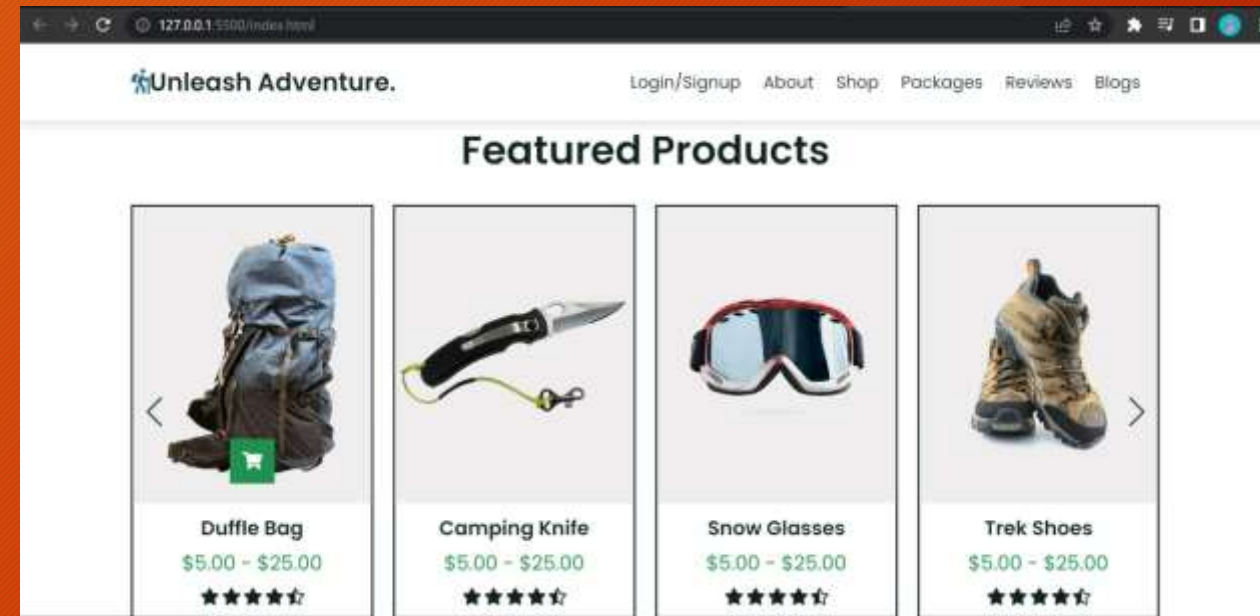 127.0.0.1:5500/index.html
Unleash Adventure.
Login/Signup About Shop Packages Reviews Blogs
Featured Products
Duffle Bag Camping Knife Snow Glasses Trek Shoes
$5.00 - $25.00 $5.00 - $25.00 $5.00 - $25.00 $5.00 - $25.00